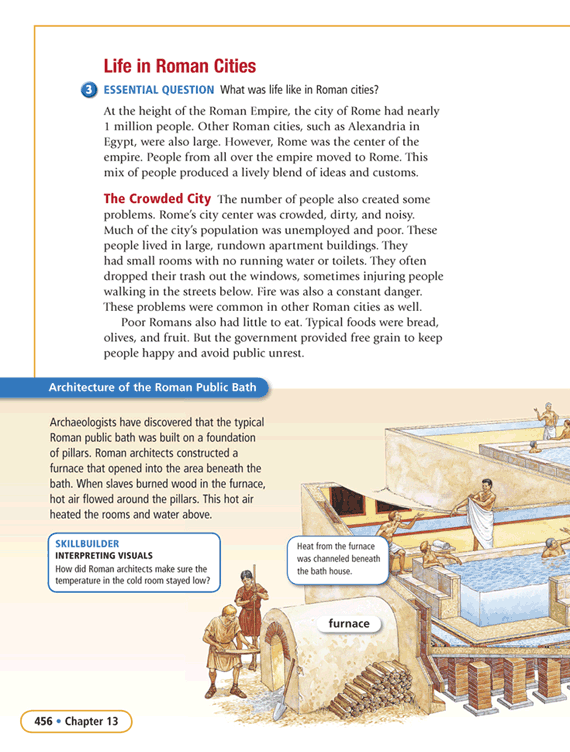 Life in Roman Cities
3 ESSENTIAL QUESTION What was life like in Roman cities?
At the height of the Roman Empire, the city of Rome had nearly
1 million people. Other Roman cities, such as Alexandria in
Egypt, were also large. However, Rome was the center of the
empire. People from all over the empire moved to Rome. This
mix of people produced a lively blend of ideas and customs.
The Crowded City The number of people also created some
problems. Rome's city center was crowded, dirty, and noisy.
Much of the city's population was unemployed and poor. These
people lived in large, rundown apartment buildings. They
had small rooms with no running water or toilets. They often
dropped their trash out the windows, sometimes injuring people
walking in the streets below. Fire was also a constant danger.
These problems were common in other Roman cities as well.
Poor Romans also had little to eat. Typical foods were bread,
olives, and fruit. But the government provided free grain to keep
people happy and avoid public unrest.
Architecture of the Roman Public Bath
Archaeologists have discovered that the typical
Roman public bath was built on a foundation
of pillars. Roman architects constructed a
furnace that opened into the area beneath the
bath. When slaves burned wood in the furnace,
hot air flowed around the pillars. This hot air
heated the rooms and water above.
SKILLBUILDER
INTERPRETING VISUALS
How did Roman architects make sure the
temperature in the cold room stayed low?
Heat from the furnace
was channeled beneath
the bath house.
furnace
456 • Chapter 13